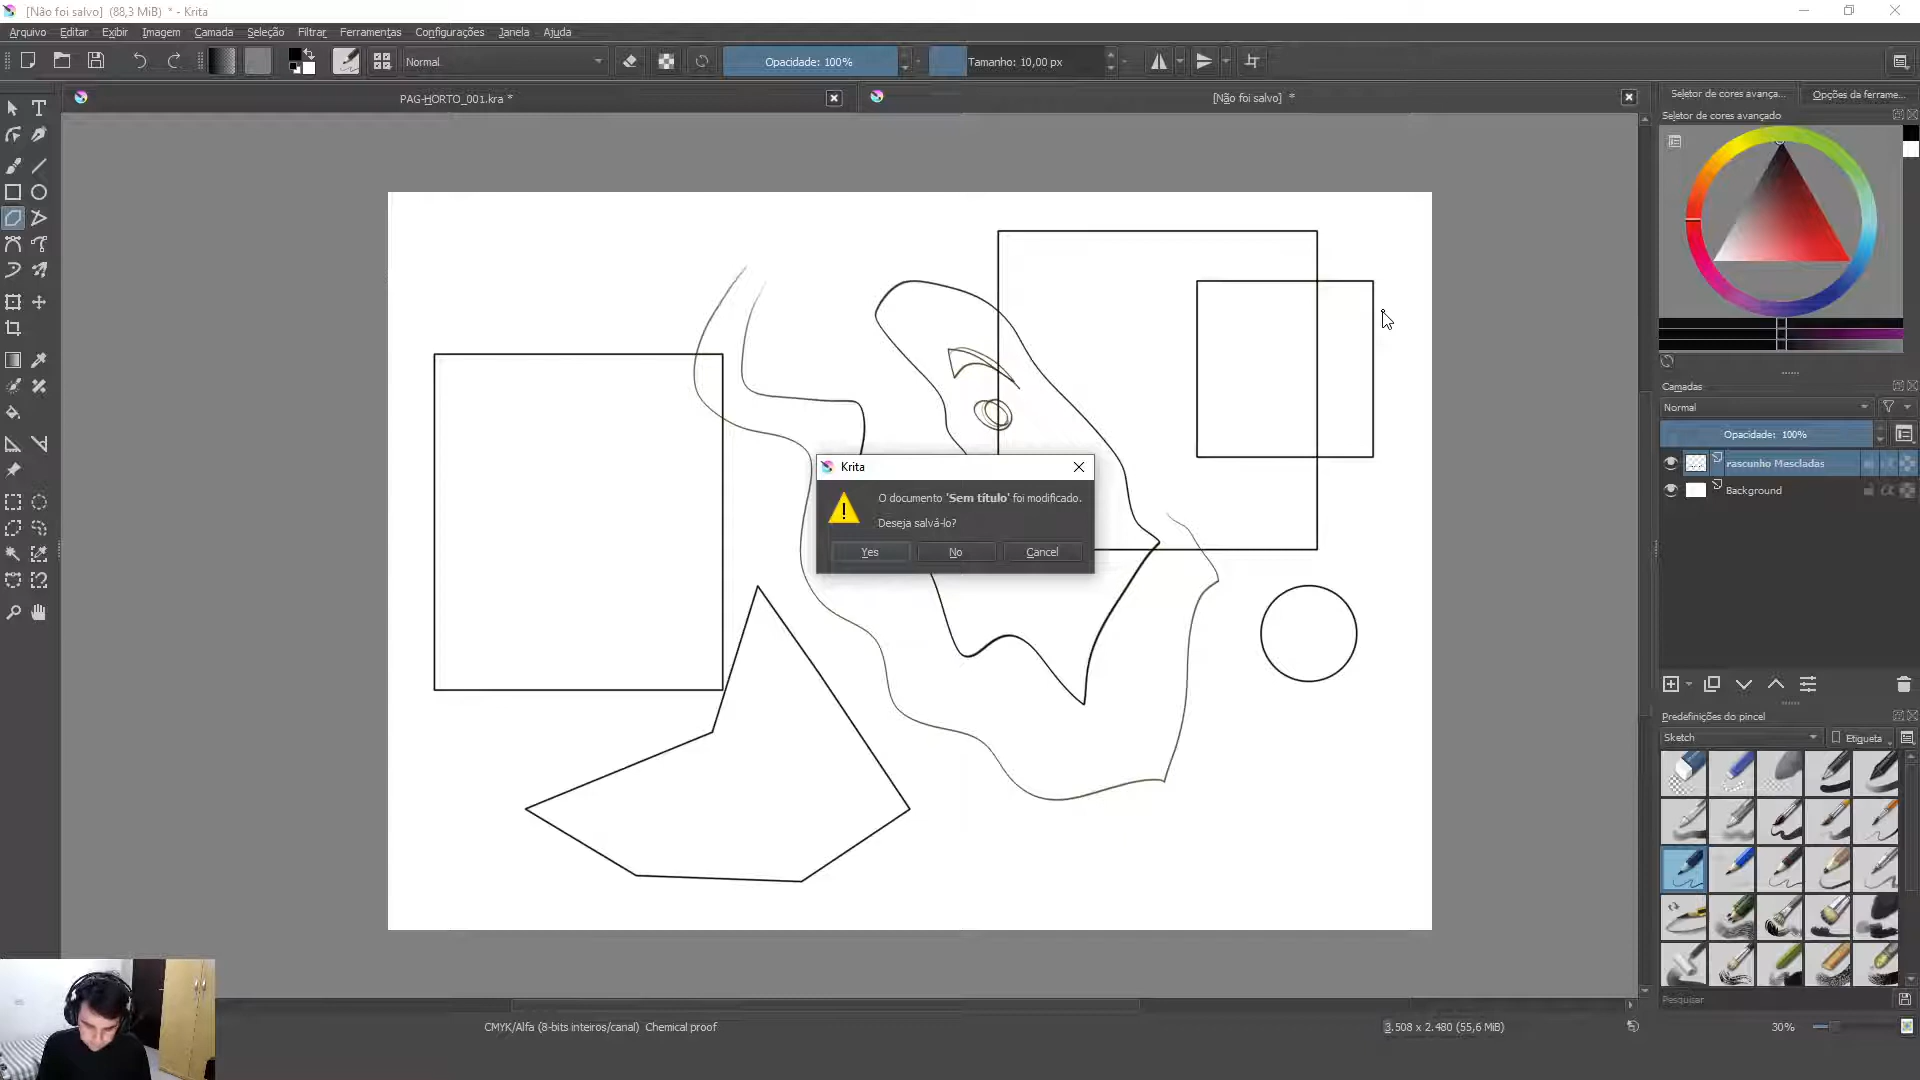 [Não foi salvo]  (88,3 MiB)  * - Krita
Arquivo Editar Exibir Imagem Camada Seleção Filtrar Ferramentas Configurações Janela Ajuda
Normal
Opacidade: 100%
Tamanho: 10,00 px
PAG-HORTO_001.kra *
[Não foi salvo]  *
Seletor de cores avança...
Opções da ferrame...
Seletor de cores avançado
Krita
O documento 'Sem título' foi modificado.
Deseja salvá-lo?
Yes No Cancel
Camadas
Normal
Opacidade:  100%
rascunho Mescladas
Background
Predefinições do pincel
Sketch
Etiqueta
Pesquisar
CMYK/Alfa (8-bits inteiros/canal)  Chemical proof
3.508 x 2.480 (55,6 MiB)
30%